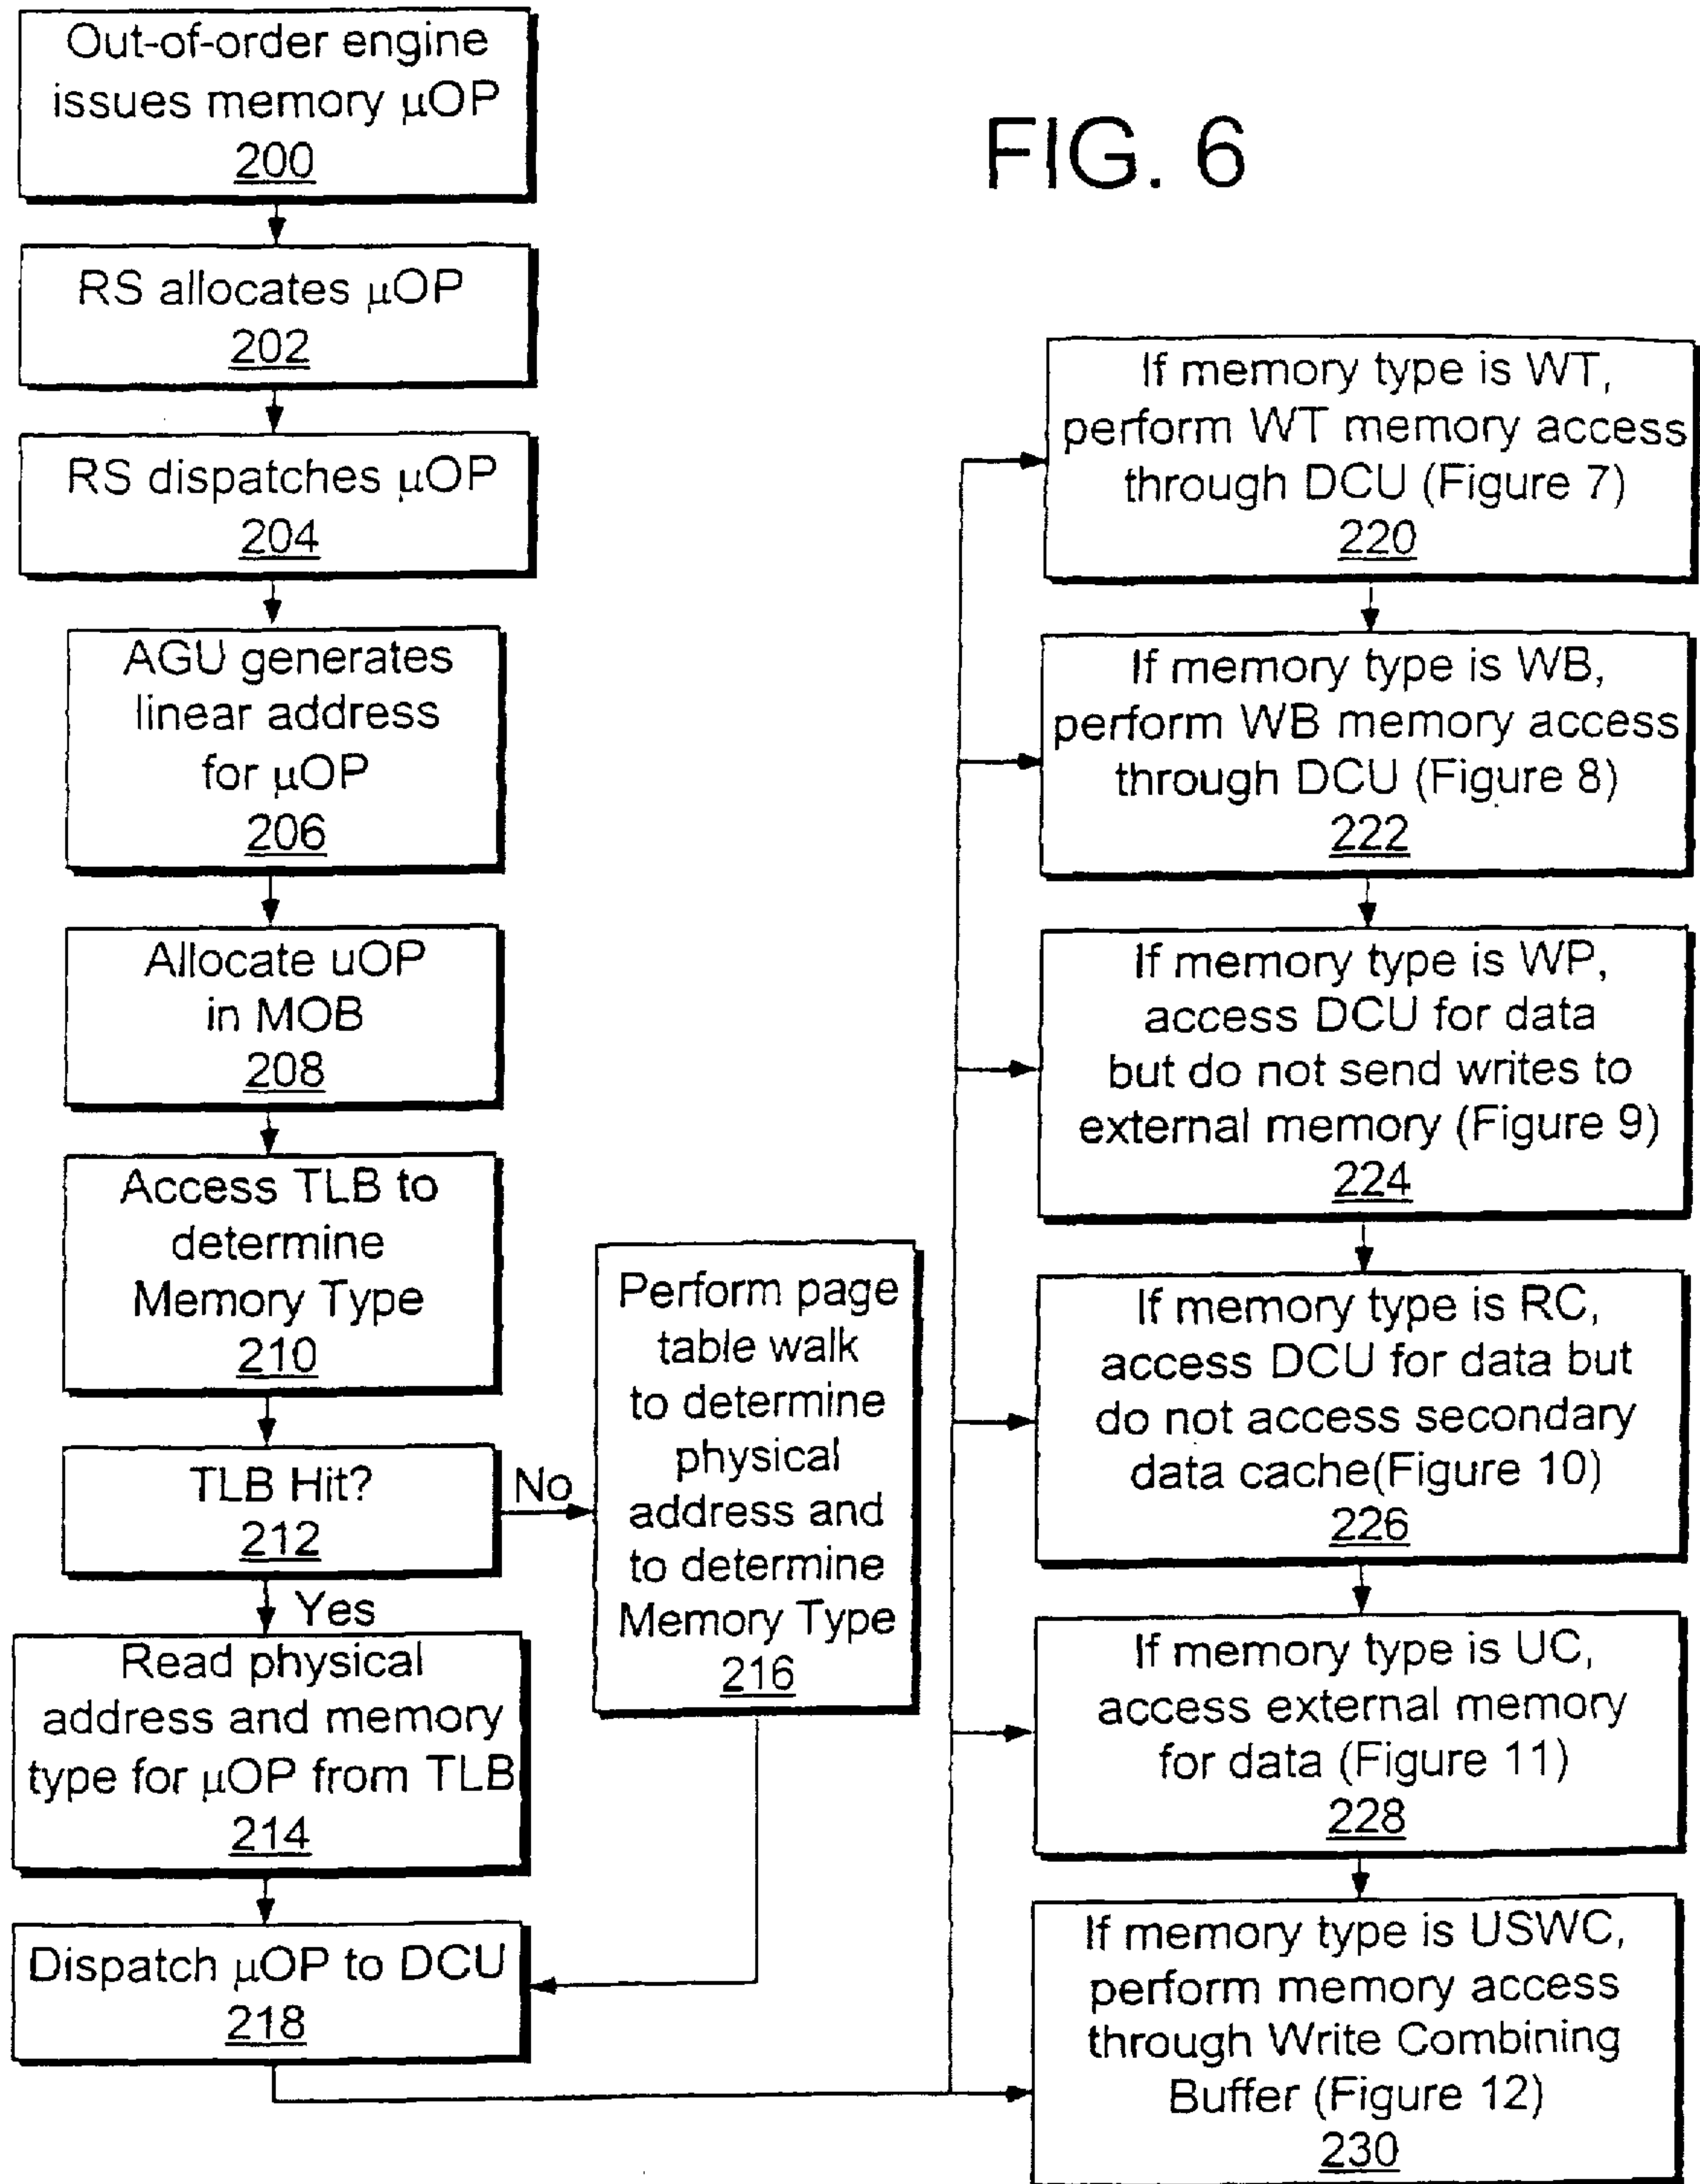 FIG. 6
Out-of-order engine
issues memory μOP
200
RS allocates μOP
202
RS dispatches μOP
204
AGU generates
linear address
for μOP
206
Allocate uOP
in MOB
208
Access TLB to
determine
Memory Type
210
TLB Hit?
212
No
Yes
Perform page
table walk
to determine
physical
address and
to determine
Memory Type
216
Read physical
address and memory
type for μOP from TLB
214
Dispatch μOP to DCU
218
If memory type is WT,
perform WT memory access
through DCU (Figure 7)
220
If memory type is WB,
perform WB memory access
through DCU (Figure 8)
222
If memory type is WP,
access DCU for data
but do not send writes to
external memory (Figure 9)
224
If memory type is RC,
access DCU for data but
do not access secondary
data cache(Figure 10)
226
If memory type is UC,
access external memory
for data (Figure 11)
228
If memory type is USWC,
perform memory access
through Write Combining
Buffer (Figure 12)
230